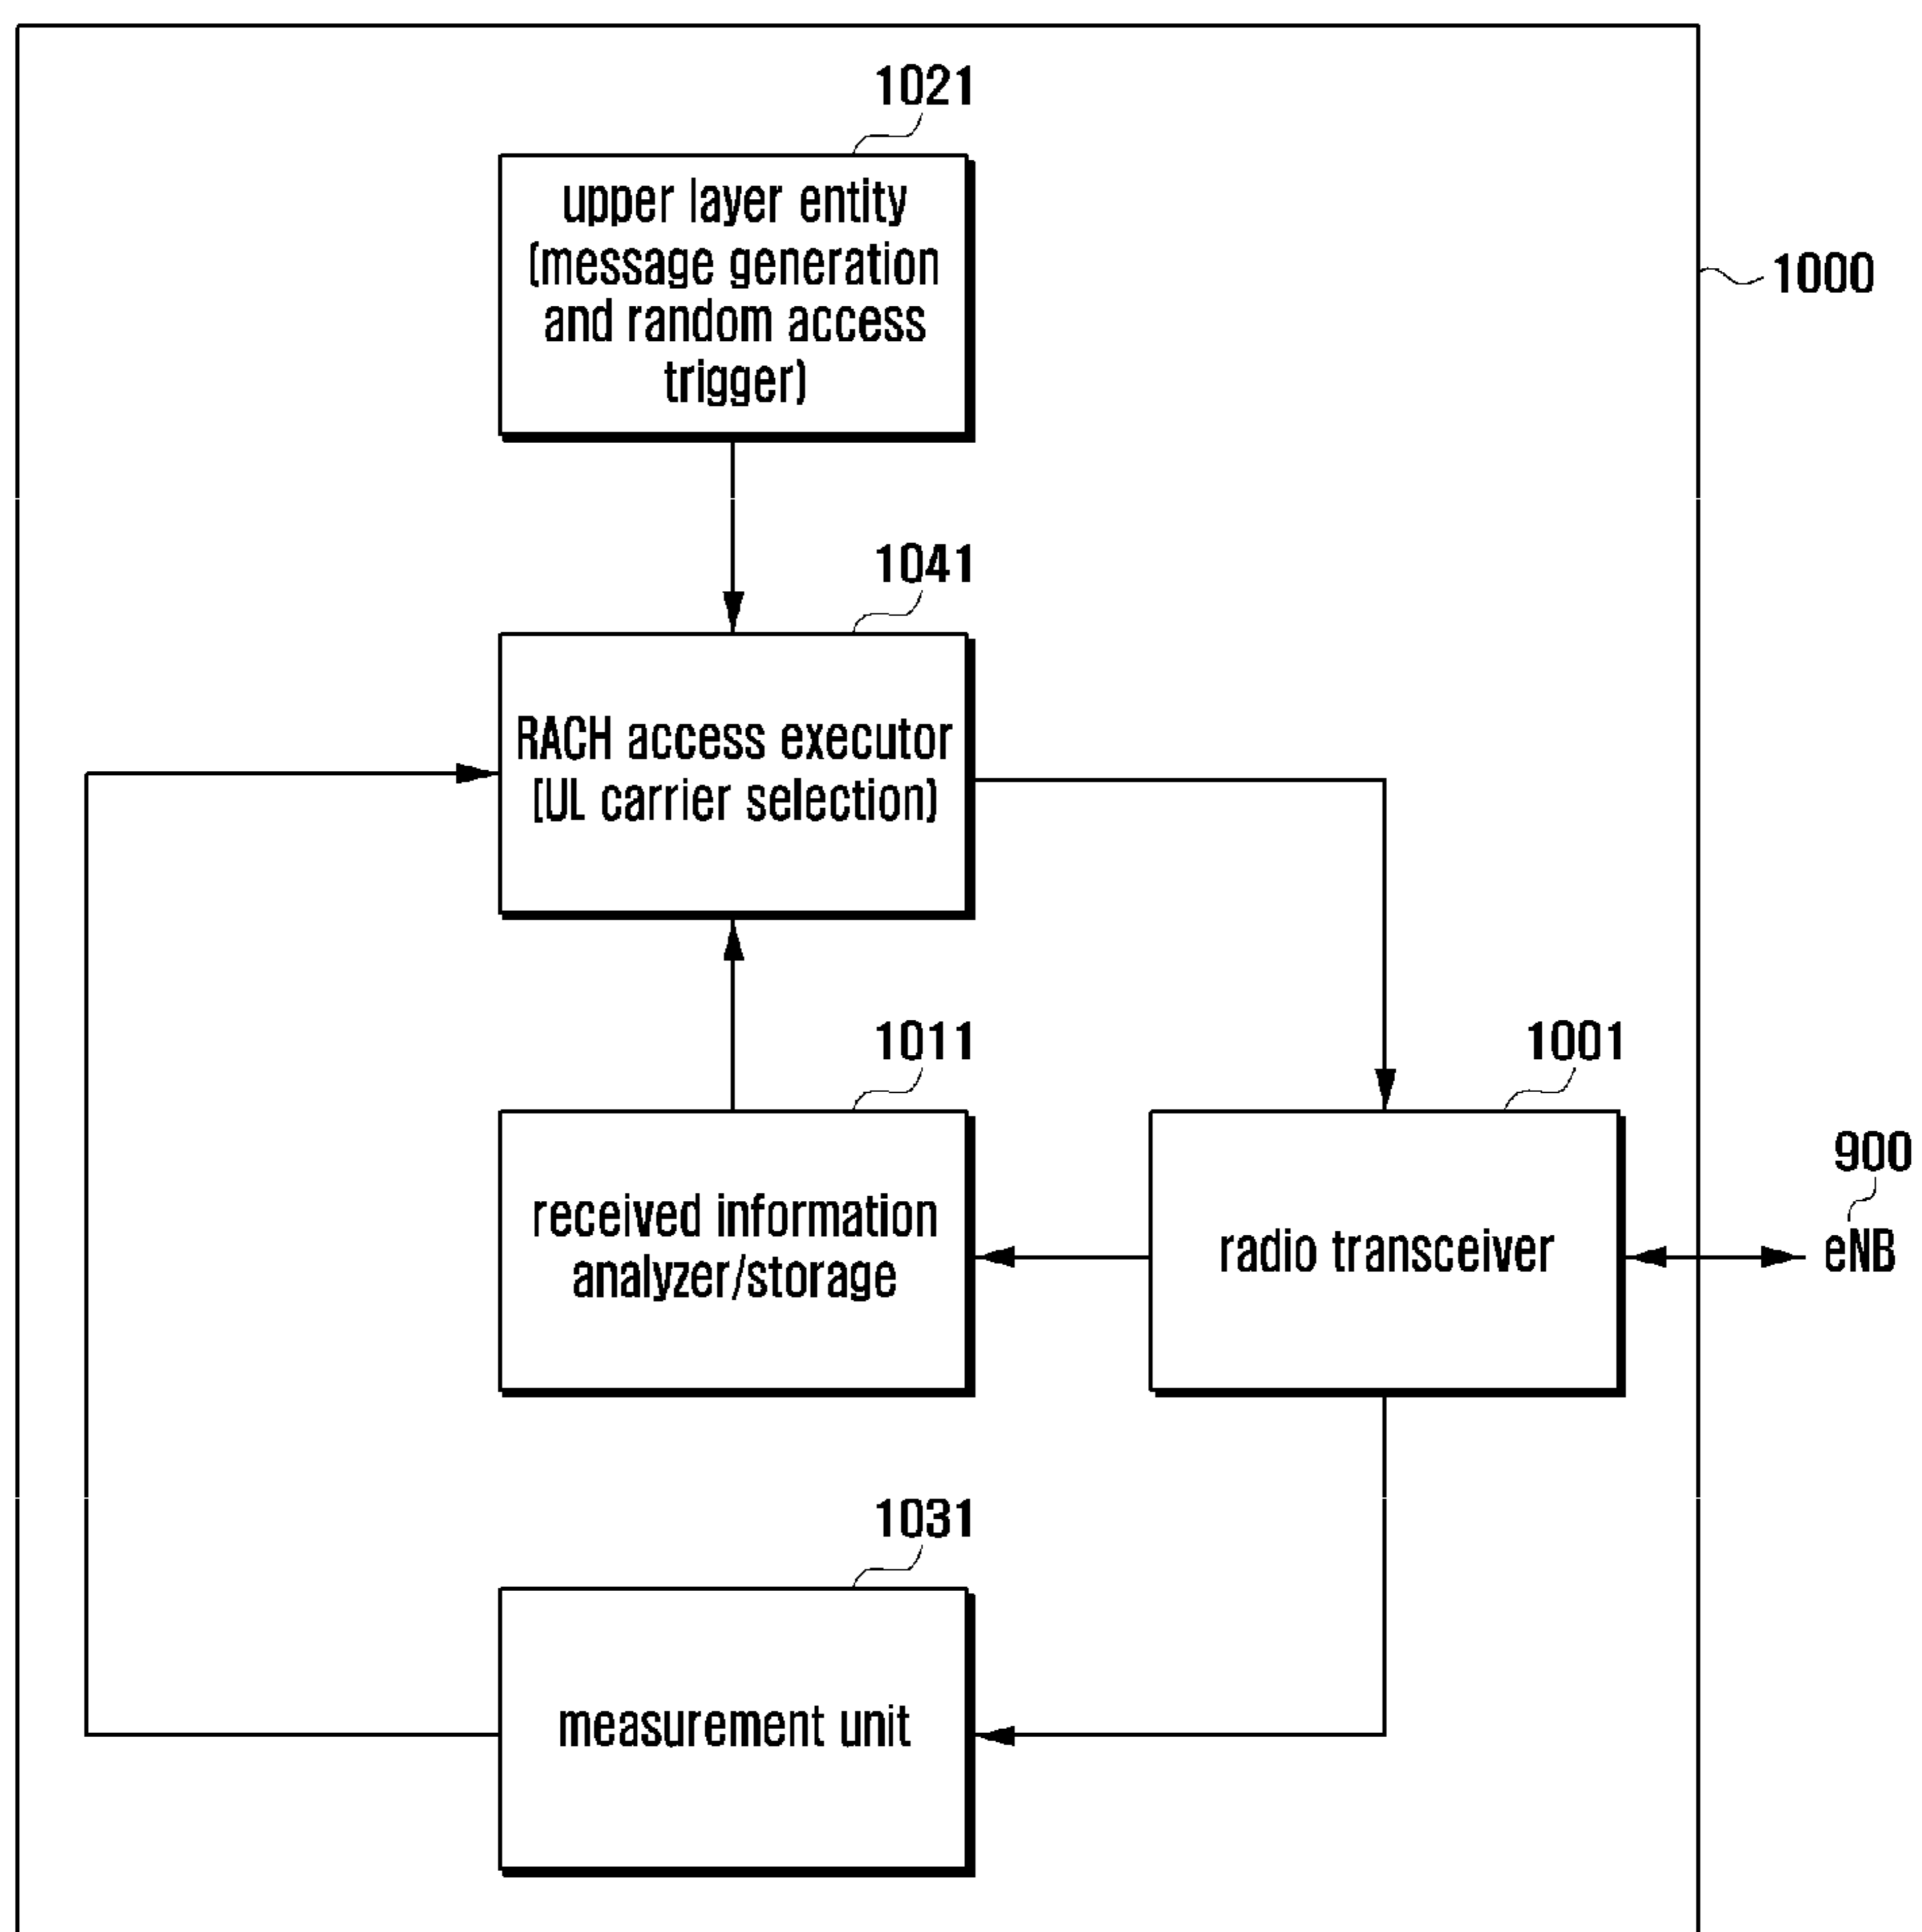 1021
upper layer entity
(message generation
and random access
trigger)
1000
1041
RACH access executor
(UL carrier selection)
1011
received information
analyzer/storage
1001
radio transceiver
900
eNB
1031
measurement unit